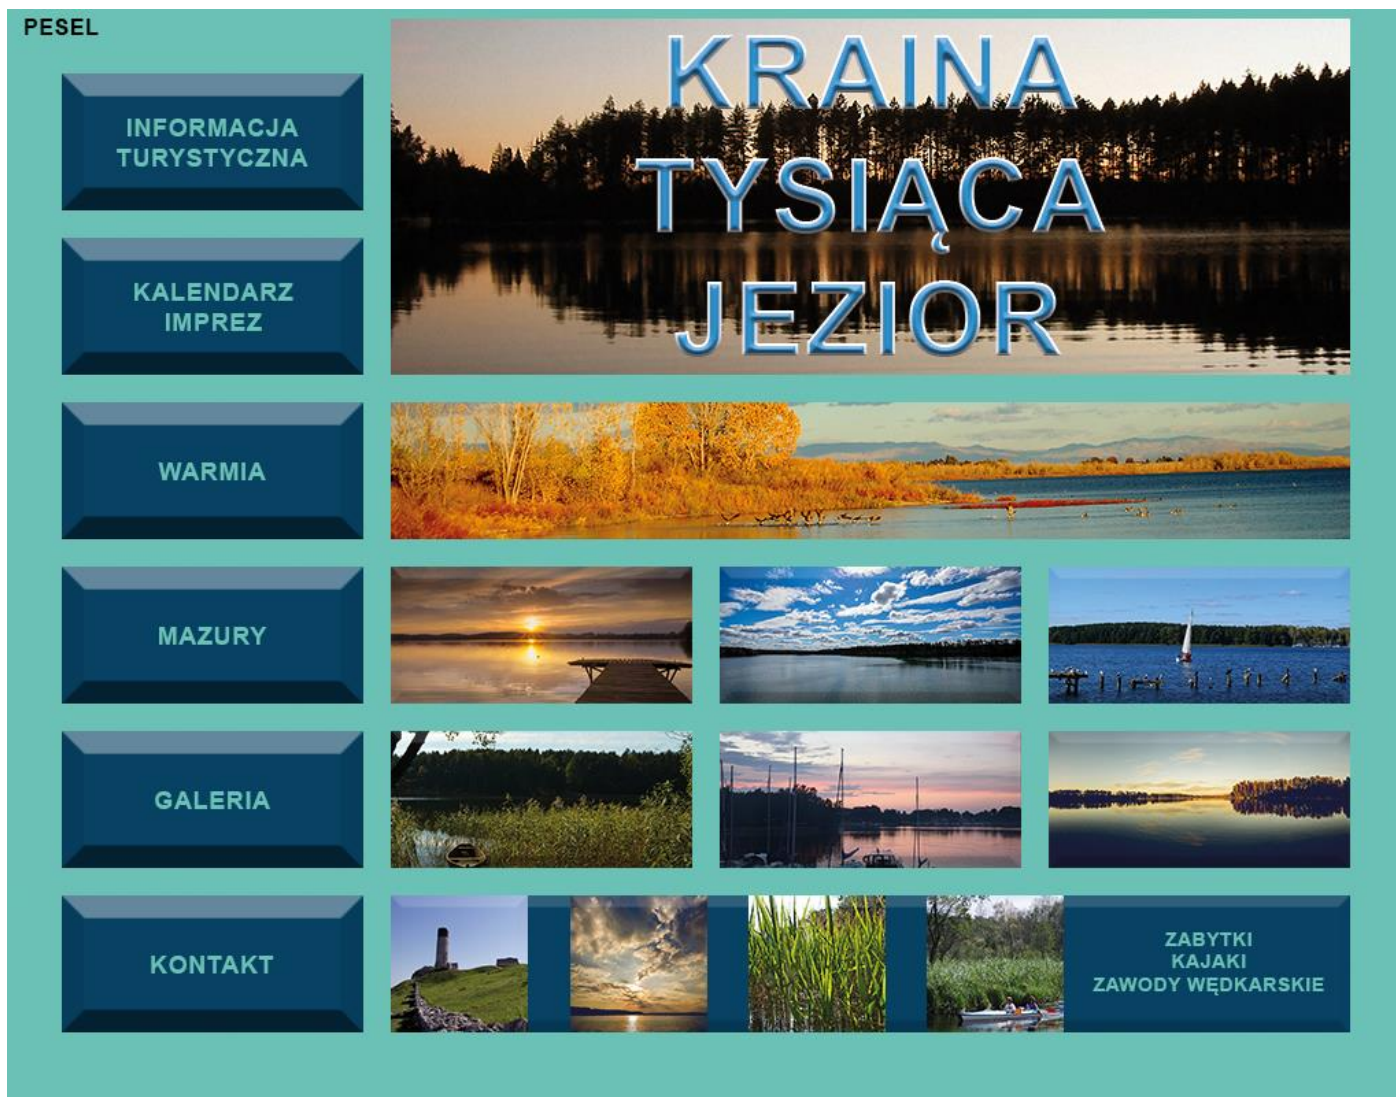 PESEL
INFORMACJA
TURYSTYCZNA
KALENDARZ
IMPREZ
WARMIA
MAZURY
GALERIA
KONTAKT
KRAINA
TYSIĄCA
JEZIOR
ZABYTKI
KAJAKI
ZAWODY WĘDKARSKIE